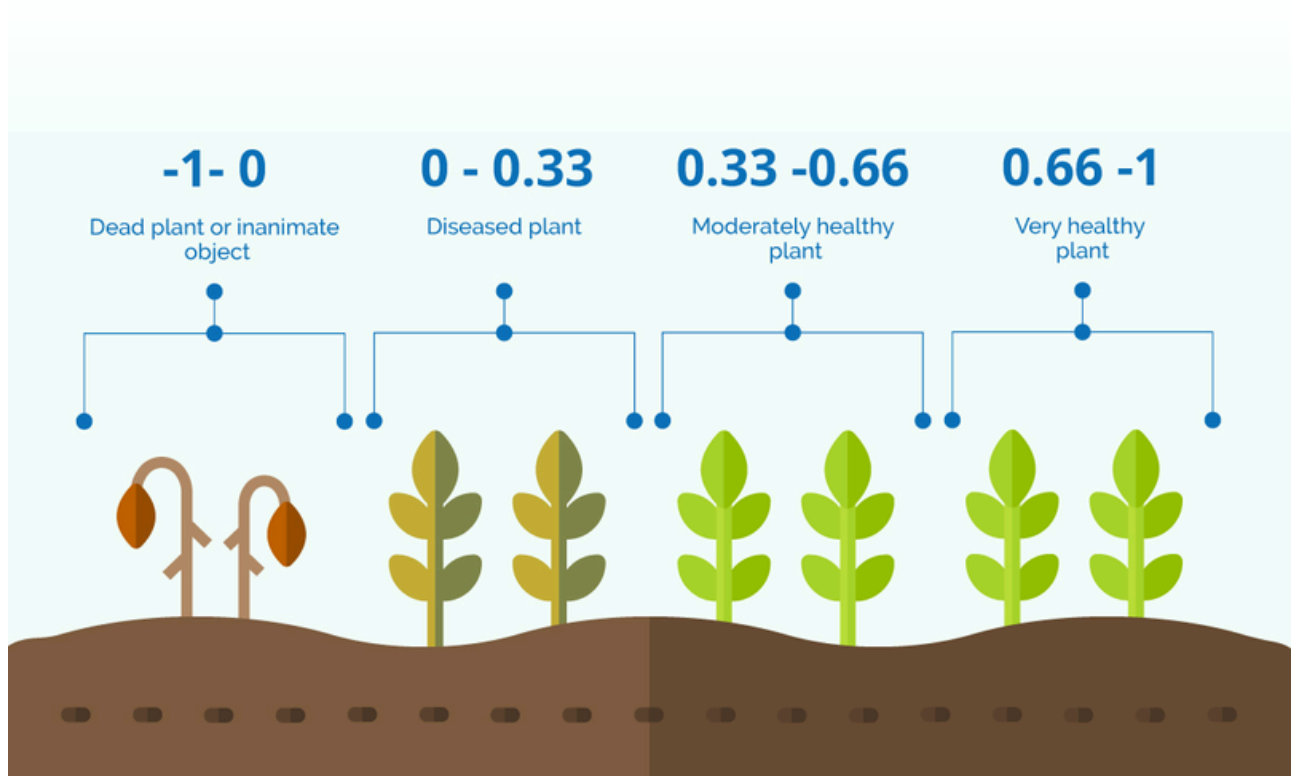 -1- 0
Dead plant or inanimate
object
0 - 0.33
Diseased plant
0.33 -0.66
Moderately healthy
plant
0.66 -1
Very healthy
plant